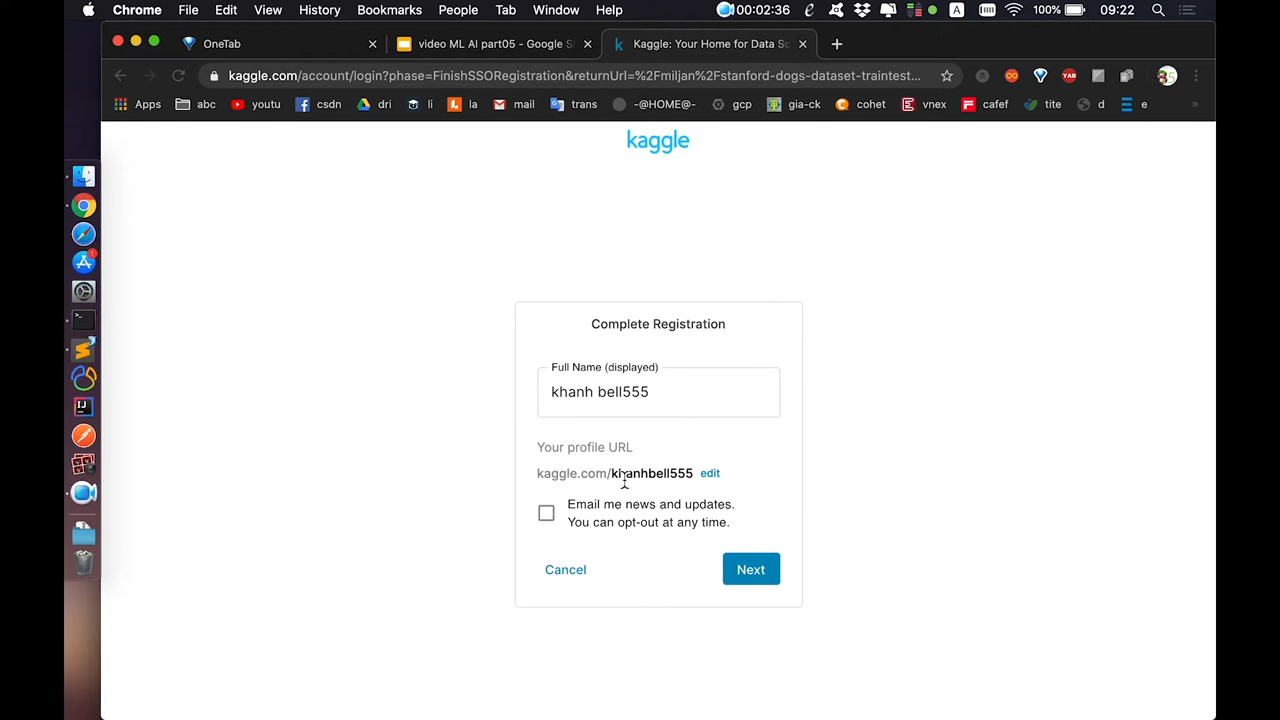 Chrome File Edit View History Bookmarks People Tab Window Help 00:02:36 A 100% 09:22
OneTab video ML AI part05 - Google S Kaggle: Your Home for Data Sc
kaggle.com/account/login?phase=FinishSSORegistration&returnUrl=%2Fmiljan%2Fstanford-dogs-dataset-traintest... YAB
Apps abc youtu csdn dri li la mail trans -@HOME@- gcp gia-c cohet vnex cafef tite d e »
kaggle
Complete Registration
Full Name (displayed)
khanh bell555
Your profile URL
kaggle.com/khanhbell555 edit
Email me news and updates.
You can opt-out at any time.
Cancel Next